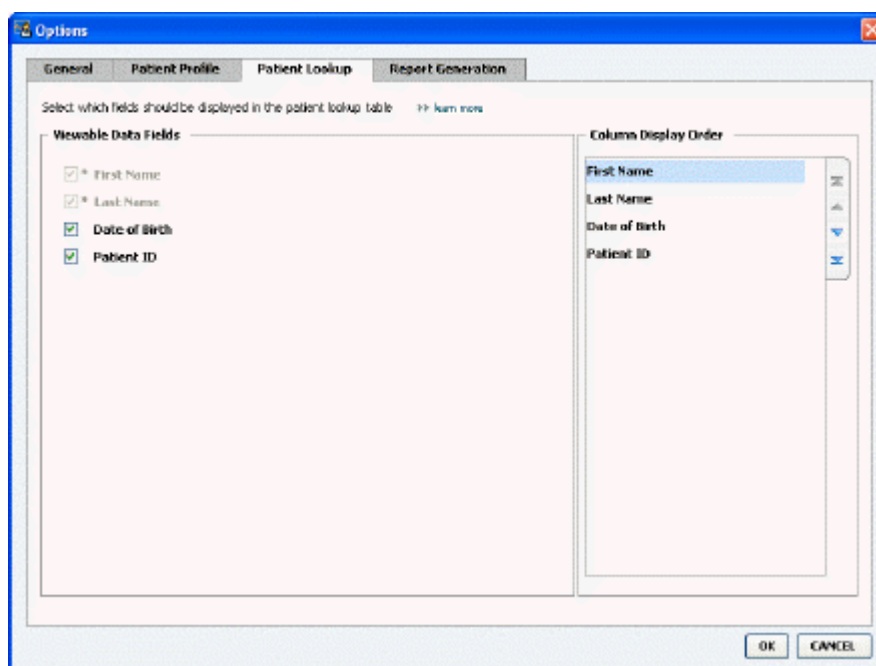 Options
General Patient Profile Patient Lookup Report Generation
Select which fields should be displayed in the patient lookup table >> learn more
Viewable Data Fields
Column Display Order
* First Name
* Last Name
Date of Birth
Patient ID
First Name
Last Name
Date of Birth
Patient ID
OK CANCEL